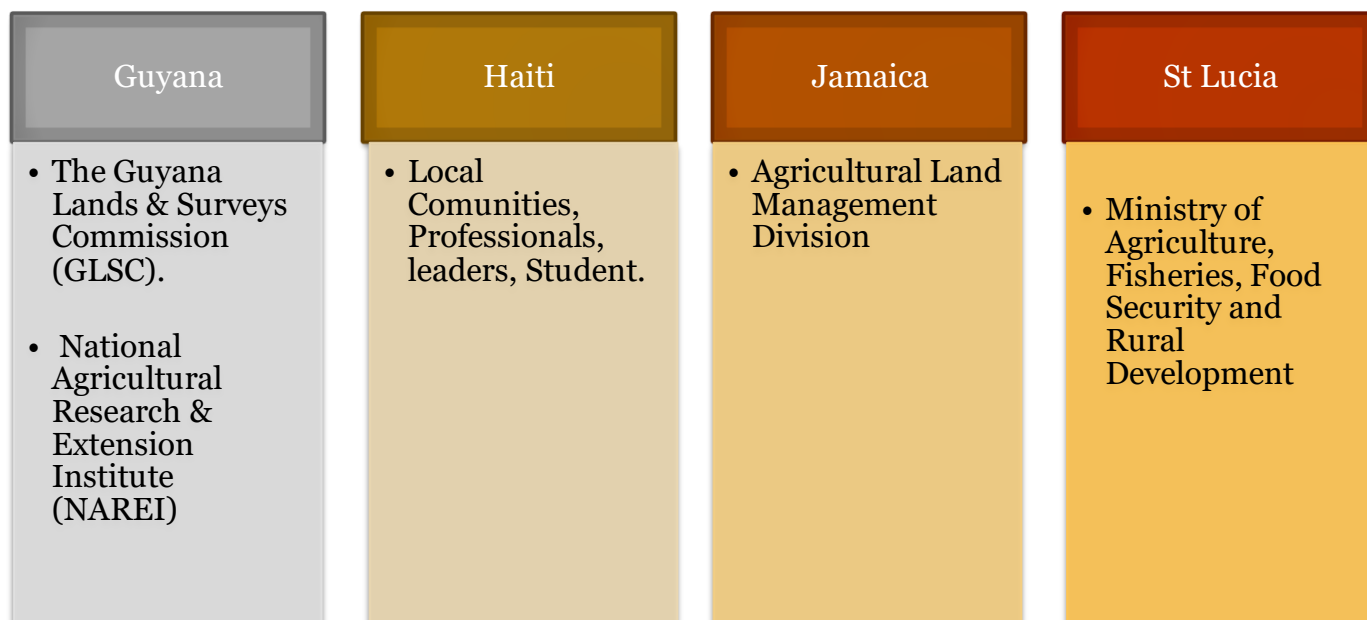 Guyana
• The Guyana
Lands & Surveys
Commission
(GLSC).
• National
Agricultural
Research &
Extension
Institute
(NAREI)
Haiti
• Local
Comunities,
Professionals,
leaders, Student.
Jamaica
• Agricultural Land
Management
Division
St Lucia
• Ministry of
Agriculture,
Fisheries, Food
Security and
Rural
Development